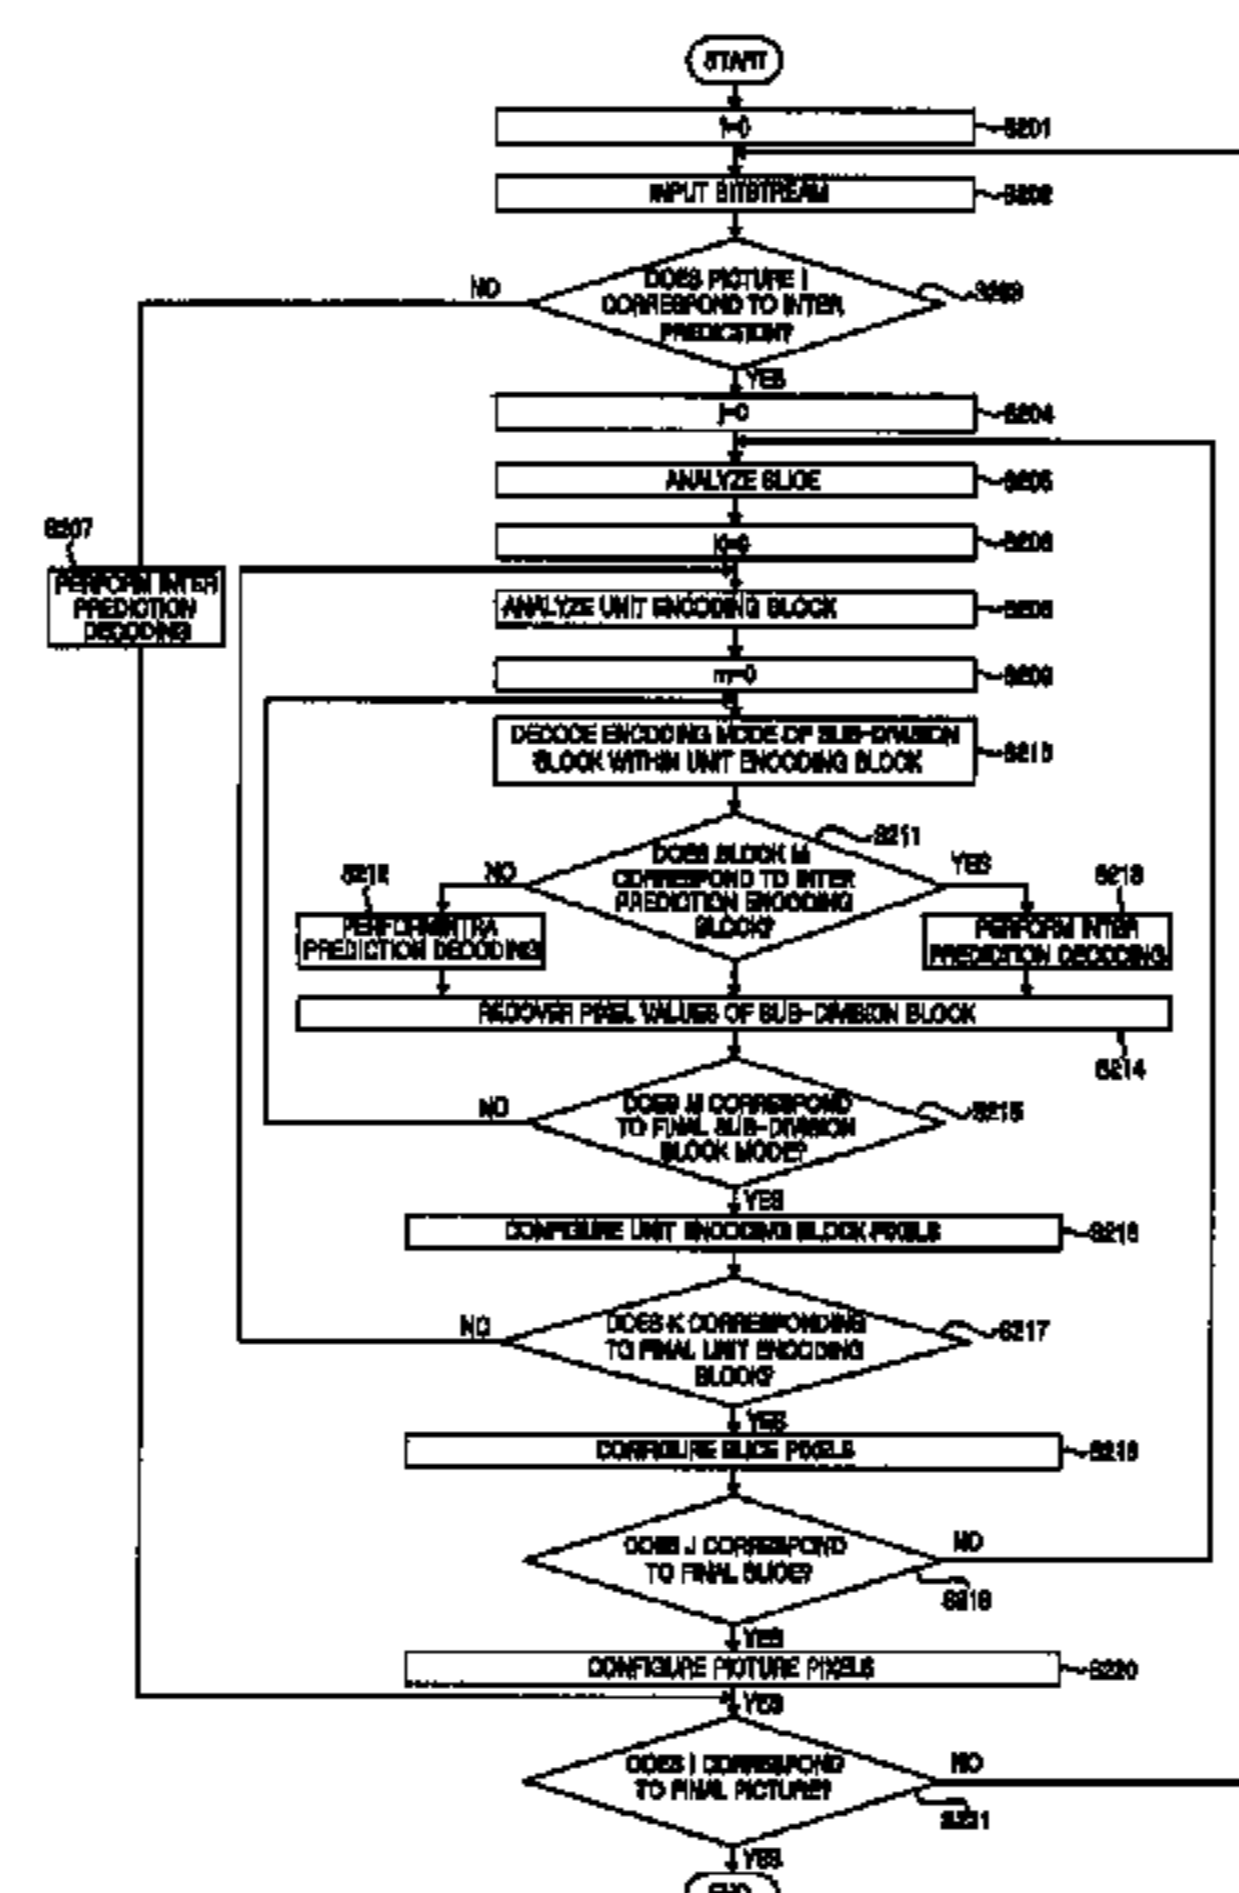 START
i=0
S201
INPUT BITSTREAM
S202
DOES PICTURE I
CORRESPOND TO INTER
PREDICTION?
S203
NO
YES
j=0
S204
ANALYZE SLICE
S205
S207
PERFORM INTER
PREDICTION
DECODING
ANALYZE UNIT ENCODING BLOCK
m=0
S209
DECODE ENCODING MODE OF SUB-DIVISION
BLOCK WITHIN UNIT ENCODING BLOCK
DOES BLOCK M
CORRESPOND TO INTER
PREDICTION ENCODING
BLOCK?
S211
NO
YES
S212
PERFORM INTRA
PREDICTION DECODING
S213
PERFORM INTER
PREDICTION DECODING
RECOVER PIXEL VALUES OF SUB-DIVISION BLOCK
S214
DOES M CORRESPOND
TO FINAL SUB-DIVISION
BLOCK MODE?
S215
NO
YES
CONFIGURE UNIT ENCODING BLOCK PIXELS
S216
DOES K CORRESPONDING
TO FINAL UNIT ENCODING
BLOCK?
S217
NO
YES
CONFIGURE SLICE PIXELS
DOES J CORRESPOND
TO FINAL SLICE?
NO
YES
CONFIGURE PICTURE PIXELS
S220
YES
DOES I CORRESPOND
TO FINAL PICTURE?
NO
S221
YES
END